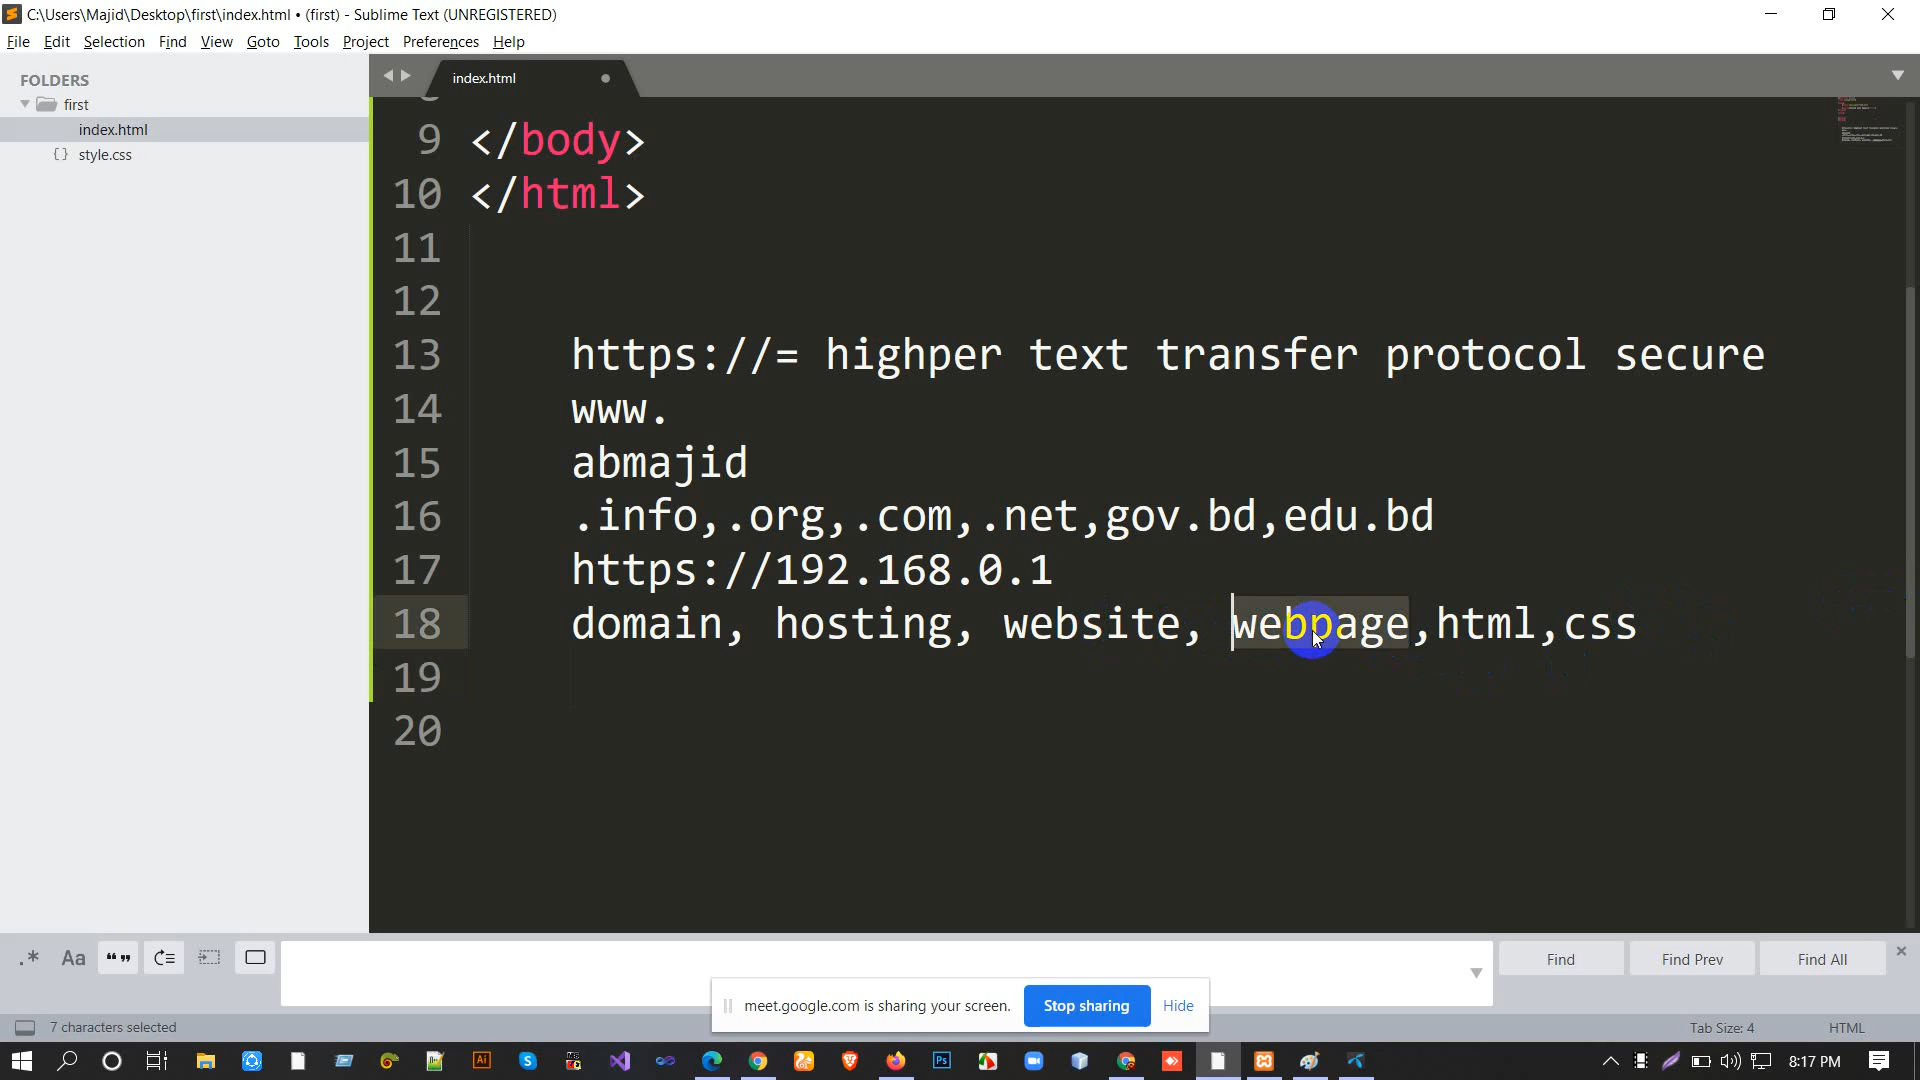 C:\Users\Majid\Desktop\first\index.html • (first) - Sublime Text (UNREGISTERED)
File Edit Selection Find View Goto Tools Project Preferences Help
FOLDERS
first
index.html
{} style.css
index.html
9 </body>
10 </html>
11
12
13 https://= highper text transfer protocol secure
14 www.
15 abmajid
16 .info,.org,.com,.net,gov.bd,edu.bd
17 https://192.168.0.1
18 domain, hosting, website, webpage,html,css
19
20
.* Aa “” Find Find Prev Find All
meet.google.com is sharing your screen. Stop sharing Hide
7 characters selected Tab Size: 4 HTML
8:17 PM